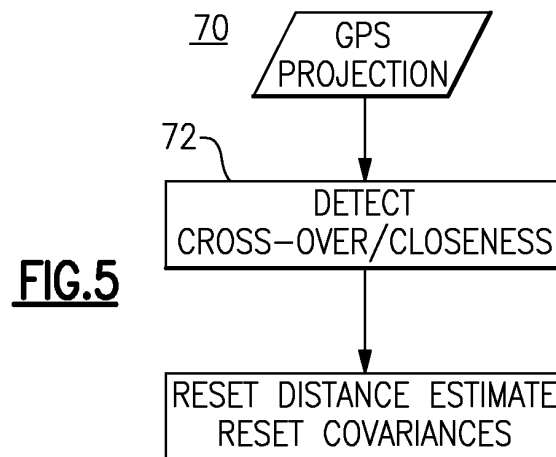 70
GPS
PROJECTION
72
DETECT
CROSS-OVER/CLOSENESS
FIG.5
RESET DISTANCE ESTIMATE
RESET COVARIANCES